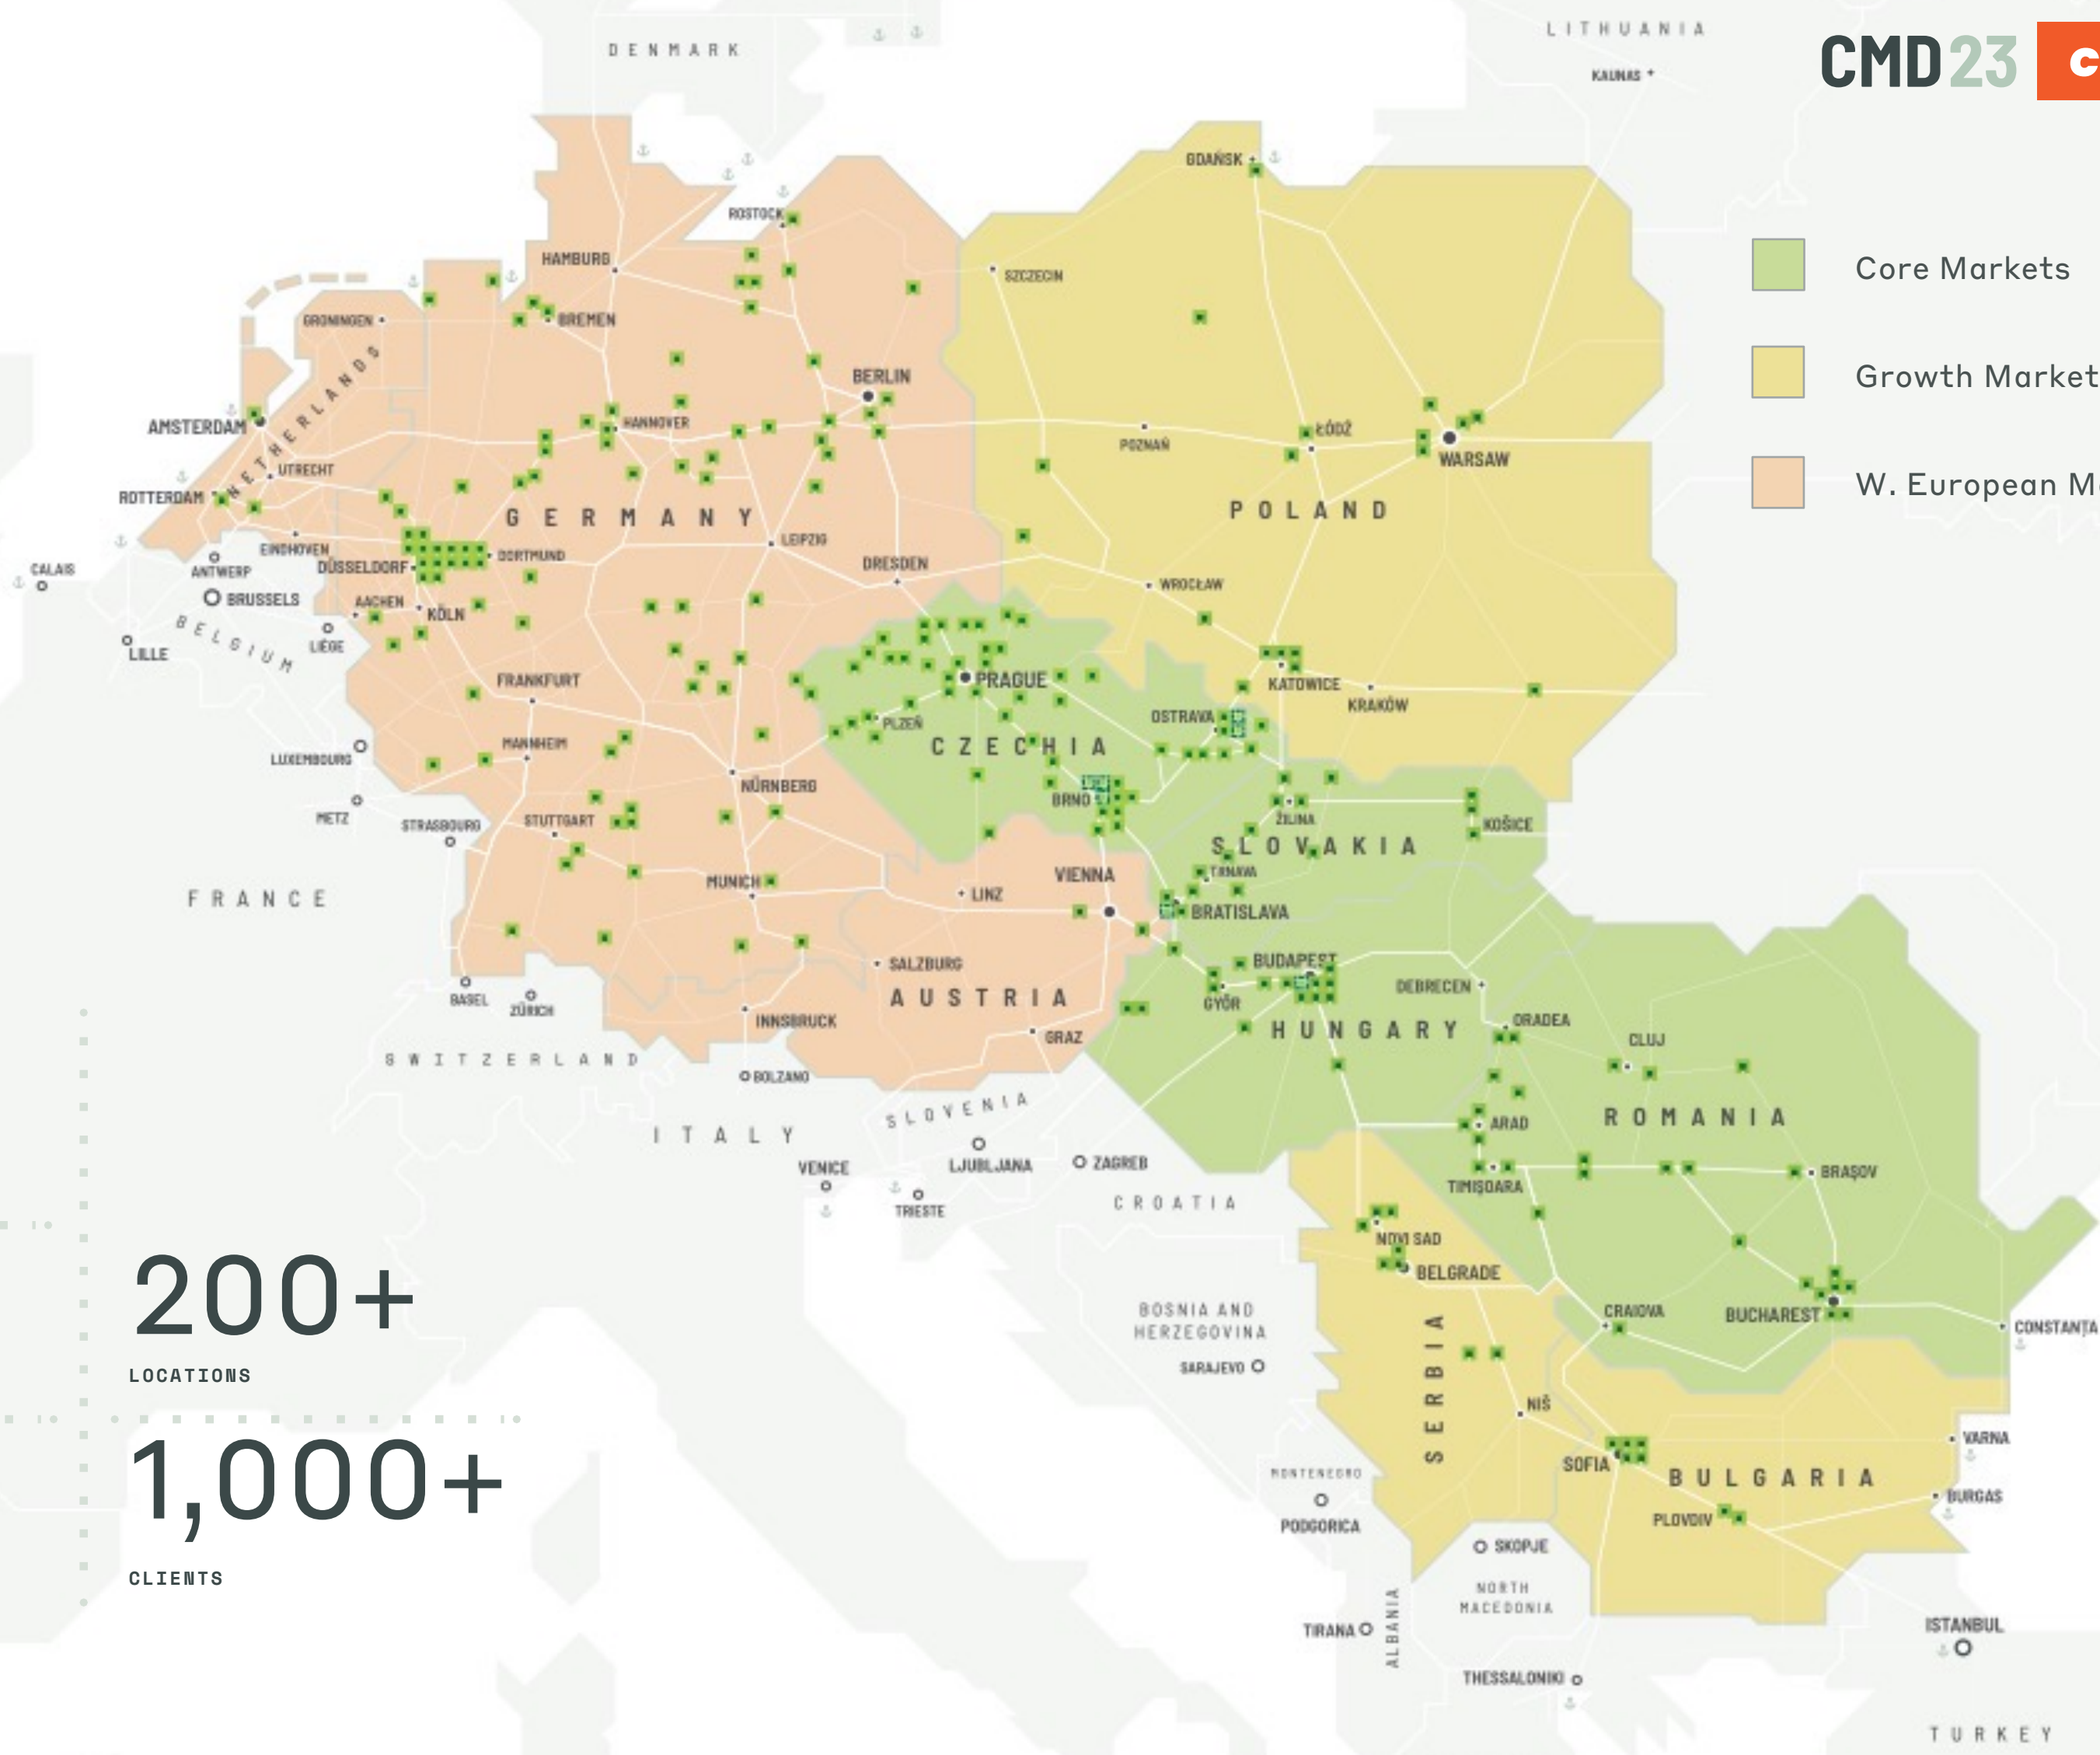 DENMARK
LITHUANIA
KAUNAS
CMD23
C
Core Markets
Growth Market
W. European M
GDAŃSK
ROSTOCK
HAMBURG
SZCZECIN
GRONINGEN
BREMEN
BERLIN
NETHERLANDS
AMSTERDAM
HANNOVER
POZNAŃ
ŁÓDŹ
WARSAW
UTRECHT
ROTTERDAM
GERMANY
POLAND
EINDHOVEN
DORTMUND
LEIPZIG
CALAIS
ANTWERP
DÜSSELDORF
DRESDEN
WROCŁAW
BRUSSELS
AACHEN
KÖLN
BELGIUM
LIÉGE
LILLE
FRANKFURT
PRAGUE
KATOWICE
KRAKÓW
PLZEŇ
OSTRAVA
LUXEMBOURG
MANNHEIM
CZECHIA
NÜRNBERG
BRNO
METZ
STRASBOURG
STUTTGART
ŽILINA
KOŠICE
SLOVAKIA
FRANCE
MUNICH
LINZ
VIENNA
TRNAVA
BRATISLAVA
SALZBURG
BUDAPEST
DEBRECEN
BASEL
ZÜRICH
AUSTRIA
GYŐR
INNSBRUCK
GRAZ
HUNGARY
ORADEA
CLUJ
SWITZERLAND
BOLZANO
SLOVENIA
ITALY
ARAD
ROMANIA
VENICE
LJUBLJANA
ZAGREB
TRIESTE
CROATIA
TIMIȘOARA
BRAȘOV
NOVI SAD
BELGRADE
200+
LOCATIONS
BOSNIA AND
HERZEGOVINA
SARAJEVO
SERBIA
CRAIOVA
BUCHAREST
CONSTANȚA
NIŠ
1,000+
CLIENTS
VARNA
SOFIA
BULGARIA
MONTENEGRO
PODGORICA
BURGAS
PLOVDIV
SKOPJE
NORTH
MACEDONIA
TIRANA
ALBANIA
ISTANBUL
THESSALONIKI
TURKEY